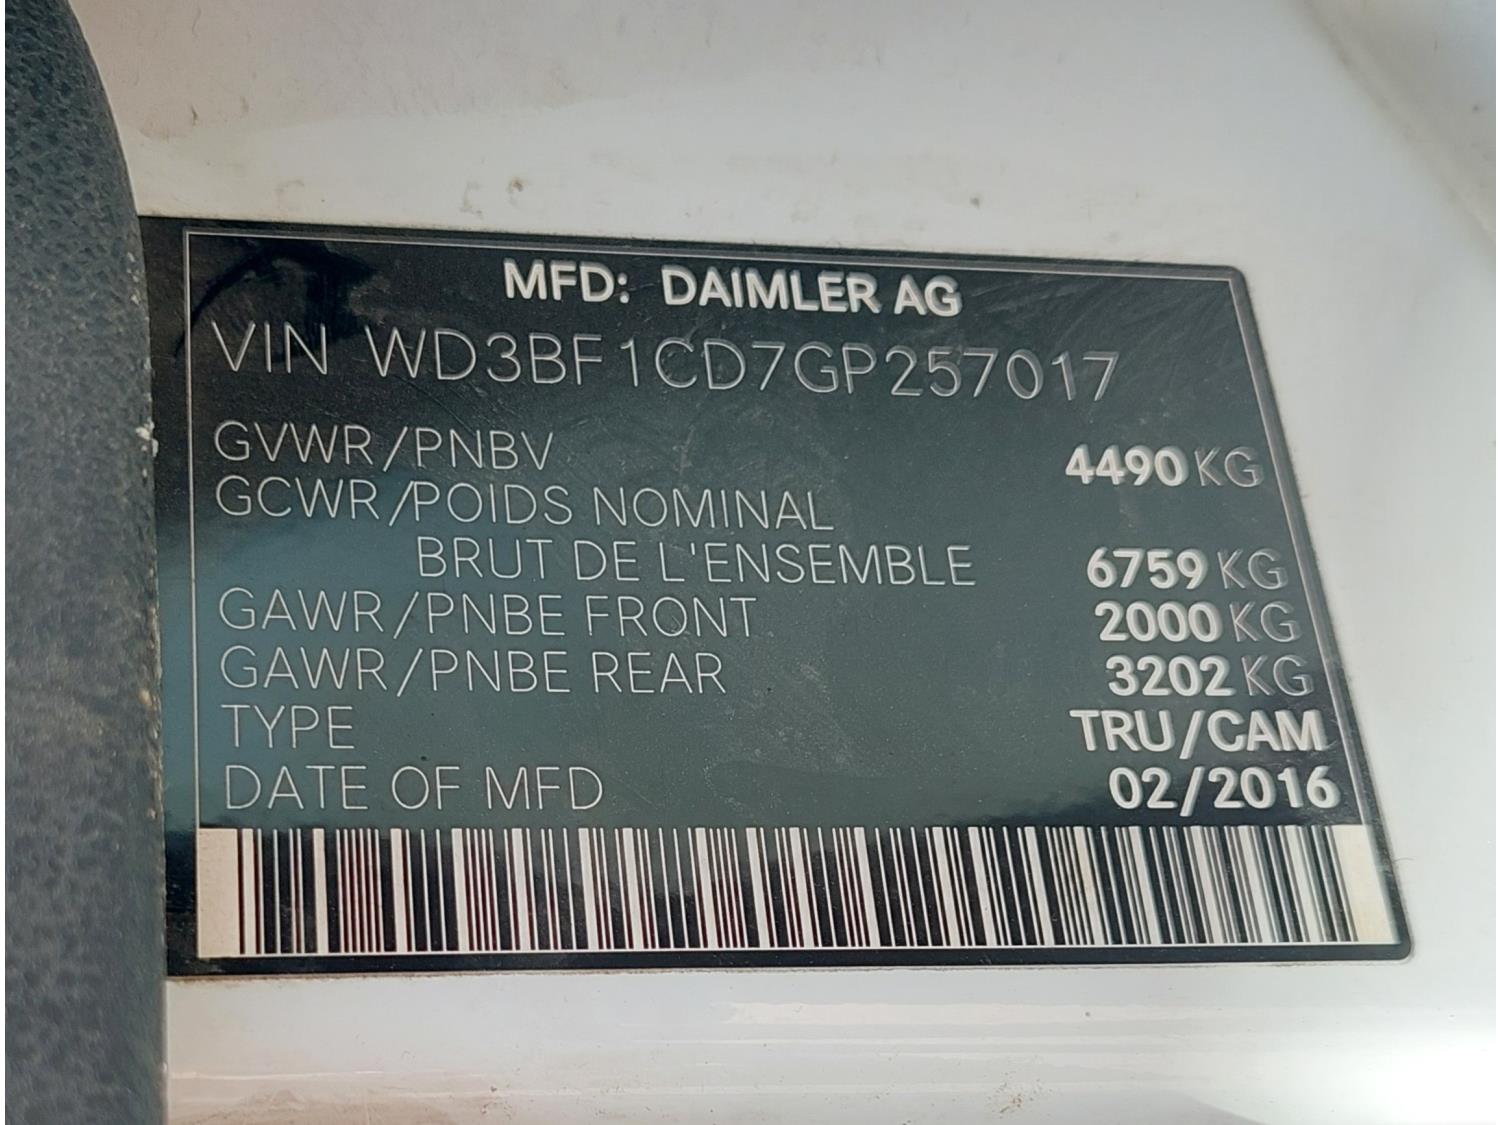 MFD: DAIMLER AG
VIN WD3BF1CD7GP257017
GVWR/PNBV 4490 KG
GCWR/POIDS NOMINAL
BRUT DE L'ENSEMBLE 6759 KG
GAWR/PNBE FRONT 2000 KG
GAWR/PNBE REAR 3202 KG
TYPE TRU/CAM
DATE OF MFD 02/2016